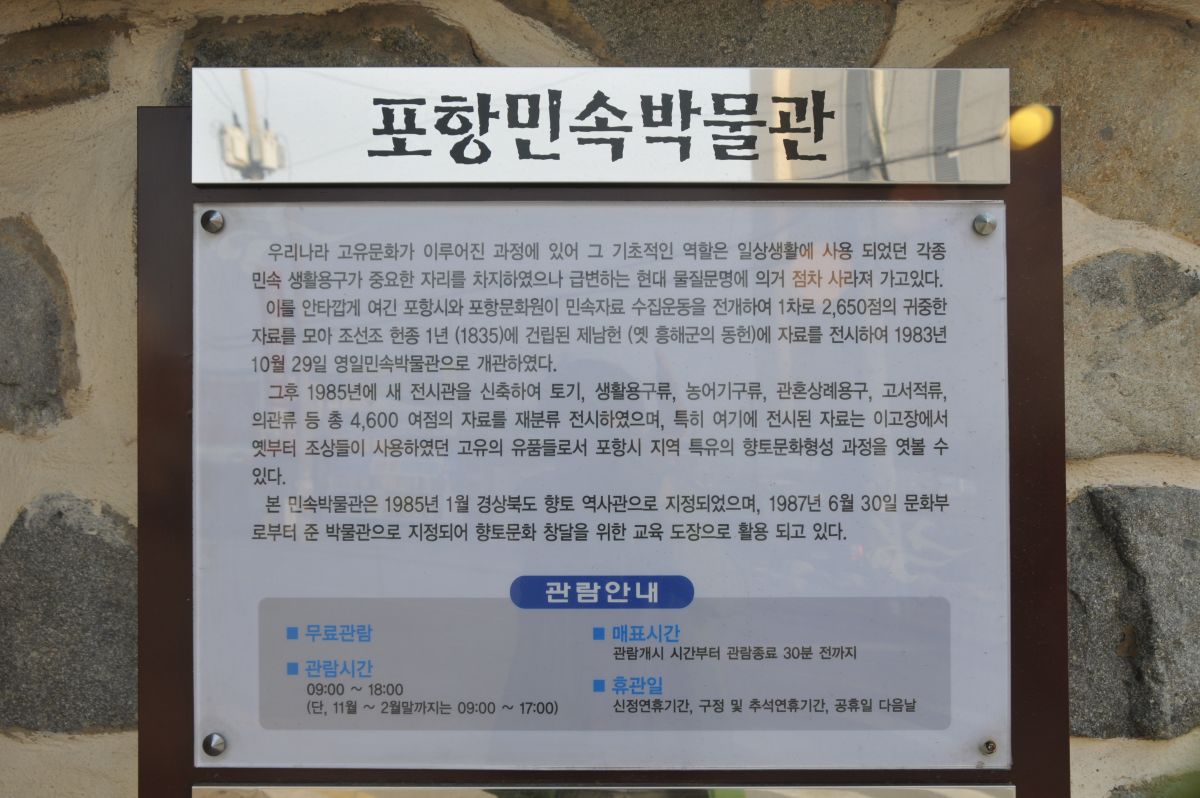 포항민속박물관
우리나라 고유문화가 이루어진 과정에 있어 그 기초적인 역할은 일상생활에 사용 되었던 각종
민속 생활용구가 중요한 자리를 차지하였으나 급변하는 현대 물질문명에 의거 점차 사라져 가고있다.
이를 안타깝게 여긴 포항시와 포항문화원이 민속자료 수집운동을 전개하여 1차로 2,650점의 귀중한
자료를 모아 조선조 헌종 1년 (1835)에 건립된 제남헌 (옛 흥해군의 동헌)에 자료를 전시하여 1983년
10월 29일 영일민속박물관으로 개관하였다.
그후 1985년에 새 전시관을 신축하여 토기, 생활용구류, 농어기구류, 관혼상례용구, 고서적류,
의관류 등 총 4,600 여점의 자료를 재분류 전시하였으며, 특히 여기에 전시된 자료는 이고장에서
옛부터 조상들이 사용하였던 고유의 유품들로서 포항시 지역 특유의 향토문화형성 과정을 엿볼 수
있다.
본 민속박물관은 1985년 1월 경상북도 향토 역사관으로 지정되었으며, 1987년 6월 30일 문화부
로부터 준 박물관으로 지정되어 향토문화 창달을 위한 교육 도장으로 활용 되고 있다.
관람안내
■ 무료관람
■ 관람시간
09:00 ~ 18:00
(단, 11월 ~ 2월말까지는 09:00 ~ 17:00)
■ 매표시간
관람개시 시간부터 관람종료 30분 전까지
■ 휴관일
신정연휴기간, 구정 및 추석연휴기간, 공휴일 다음날